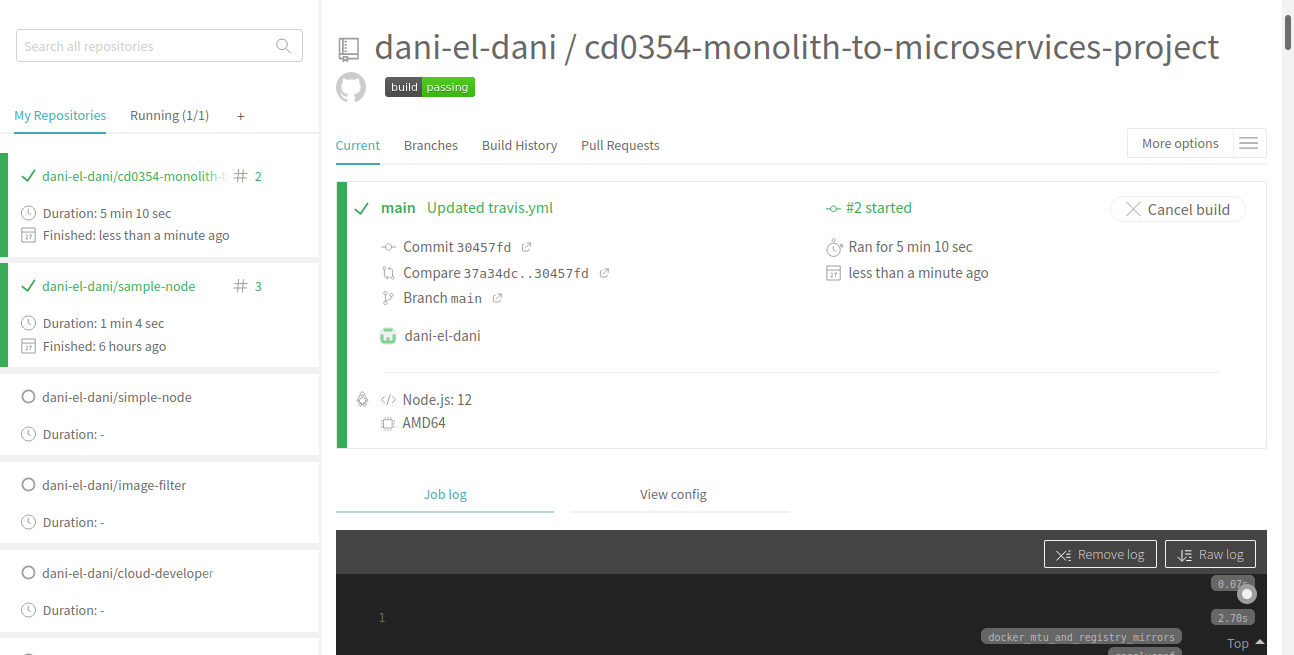 Search all repositories
My Repositories
Running (1/1)
+
dani-el-dani/cd0354-monolith-
# 2
Duration: 5 min 10 sec
Finished: less than a minute ago
dani-el-dani/sample-node
# 3
Duration: 1 min 4 sec
Finished: 6 hours ago
dani-el-dani/simple-node
Duration: -
dani-el-dani/image-filter
Duration: -
dani-el-dani/cloud-developer
Duration: -
dani-el-dani / cd0354-monolith-to-microservices-project
build passing
Current
Branches
Build History
Pull Requests
More options
main Updated travis.yml
#2 started
Cancel build
Commit 30457fd
Ran for 5 min 10 sec
Compare 37a34dc..30457fd
less than a minute ago
Branch main
dani-el-dani
Node.js: 12
AMD64
Job log
View config
Remove log
Raw log
0.07s
1
2.70s
docker_mtu_and_registry_mirrors
Top